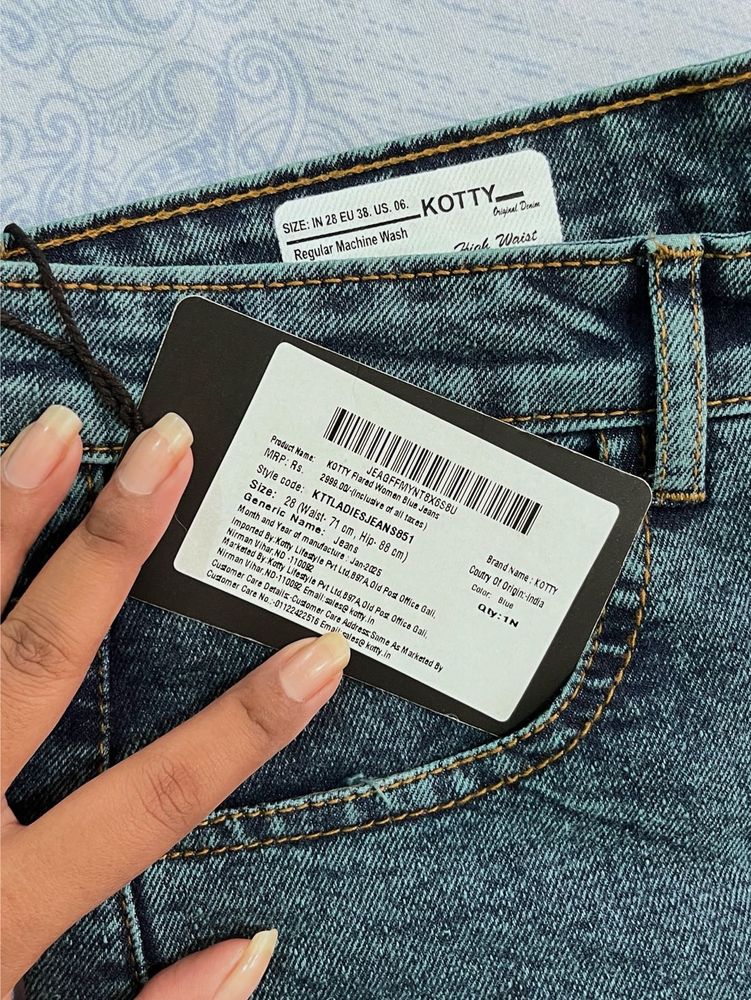 SIZE: IN 28 EU 38. US. 06.
KOTTY
Original Denim
Regular Machine Wash
High Waist
JEAGFFMYNT8X6S8U
Product Name: KOTTY Flared Women Blue Jeans
MRP: Rs. 2999.00/-(Inclusive of all taxes)
Style code: KTTLADIESJEANS851
Size: 28 (Waist- 71 cm, Hip- 88 cm)
Generic Name: Jeans
Month and Year of manufacture: Jan-2025
Imported By:Kotty Lifestyle Pvt Ltd,B97A,Old Post Office Gali,
Nirman Vihar,ND -110092
Marketed By:Kotty Lifestyle Pvt Ltd,B97A,Old Post Office Gali,
Nirman Vihar,ND-110092 Email:sales@kotty.in
Customer Care Details:-Customer Care Address:Same As Marketed By
Customer Care No.:-01122422516 Email:sales@kotty.in
Brand Name: KOTTY
Coutry Of Origin:-India
Color: Blue
Qty: 1N